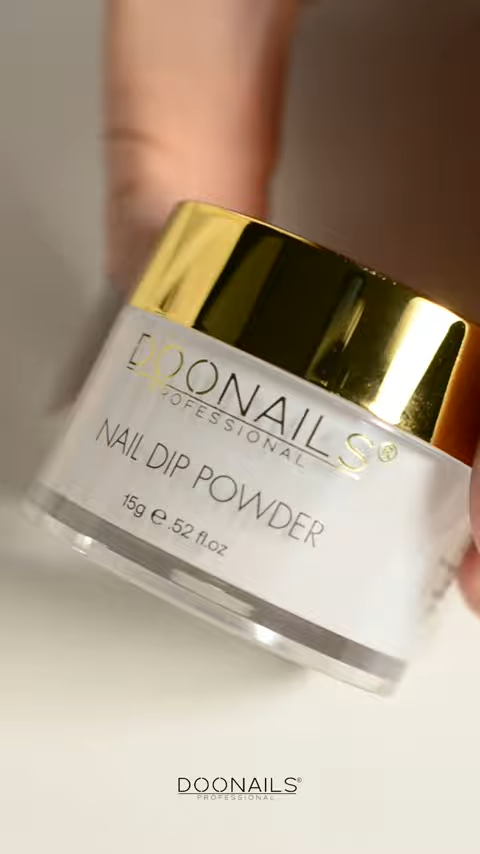 DOONAILS®
PROFESSIONAL
NAIL DIP POWDER
15g e .52 fl.oz
DOONAILS®
PROFESSIONAL